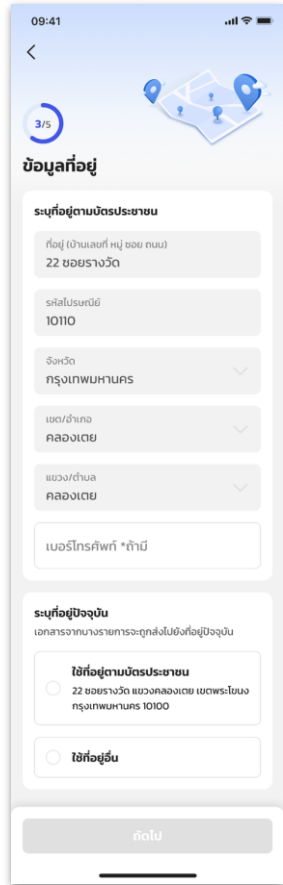 09:41
3/5
ข้อมูลที่อยู่
ระบุที่อยู่ตามบัตรประชาชน
ที่อยู่ (บ้านเลขที่ หมู่ ซอย ถนน)
22 ซอยรางวัด
รหัสไปรษณีย์
10110
จังหวัด
กรุงเทพมหานคร
เขต/อำเภอ
คลองเตย
แขวง/ตำบล
คลองเตย
เบอร์โทรศัพท์ *ถ้ามี
ระบุที่อยู่ปัจจุบัน
เอกสารจากบางรายการจะถูกส่งไปยังที่อยู่ปัจจุบัน
ใช้ที่อยู่ตามบัตรประชาชน
22 ซอยรางวัด แขวงคลองเตย เขตพระโขนง
กรุงเทพมหานคร 10100
ใช้ที่อยู่อื่น
ถัดไป